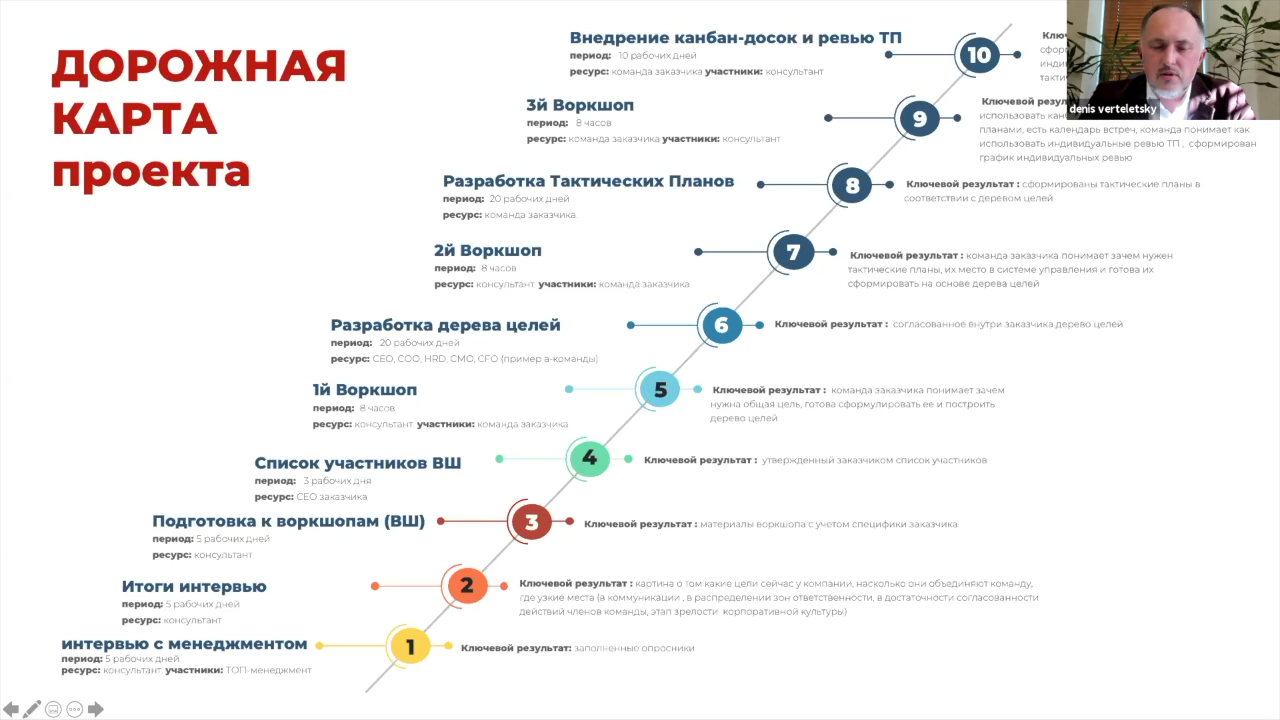 ДОРОЖНАЯ
КАРТА
проекта
Внедрение канбан-досок и ревью ТП
период: 10 рабочих дней
ресурс: команда заказчика участники: консультант
10
denis verteletsky
3й Воркшоп
период: 8 часов
ресурс: команда заказчика участники: консультант
9
Ключевой
использовать
планами, есть календарь встреч, команда понимает как
использовать индивидуальные ревью ТП , сформирован
график индивидуальных ревью
Разработка Тактических Планов
период: 20 рабочих дней
ресурс: команда заказчика.
8
Ключевой результат : сформированы тактические планы в
соответствии с деревом целей
2й Воркшоп
период: 8 часов
ресурс: консультант участники: команда заказчика
7
Ключевой результат : команда заказчика понимает зачем нужен
тактические планы, их место в системе управления и готова их
сформировать на основе дерева целей
Разработка дерева целей
период: 20 рабочих дней
ресурс: CEO, COO, HRD, CMO, CFO (пример а-команды)
6
Ключевой результат : согласованное внутри заказчика дерево целей
1й Воркшоп
период: 8 часов
ресурс: консультант участники: команда заказчика
5
Ключевой результат : команда заказчика понимает зачем
нужна общая цель, готова сформулировать ее и построить
дерево целей
Список участников ВШ
период: 3 рабочих дня
ресурс: CEO заказчика
4
Ключевой результат : утвержденный заказчиком список участников
Подготовка к воркшопам (ВШ)
период: 5 рабочих дней
ресурс: консультант
3
Ключевой результат : материалы воркшопа с учетом специфики заказчика
Итоги интервью
период: 5 рабочих дней
ресурс: консультант
2
Ключевой результат : картина о том какие цели сейчас у компании, насколько они объединяют команду,
где узкие места (в коммуникации , в распределении зон ответственности, в достаточности согласованности
действий членов команды, этап зрелости корпоративной культуры)
интервью с менеджментом
период: 5 рабочих дней
ресурс: консультант участники: ТОП-менеджмент
1
Ключевой результат: заполненные опросники